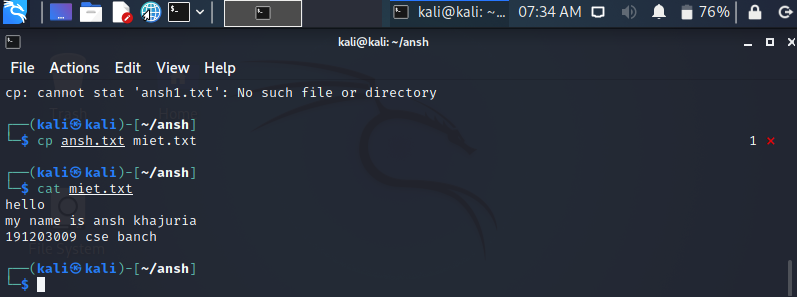 kali@kali: ~... 07:34 AM 76%
kali@kali: ~/ansh
File Actions Edit View Help
cp: cannot stat 'ansh1.txt': No such file or directory
┌──(kali㉿kali)-[~/ansh]
└─$ cp ansh.txt miet.txt 1 ⨯
┌──(kali㉿kali)-[~/ansh]
└─$ cat miet.txt
hello
my name is ansh khajuria
191203009 cse banch
┌──(kali㉿kali)-[~/ansh]
└─$
File System